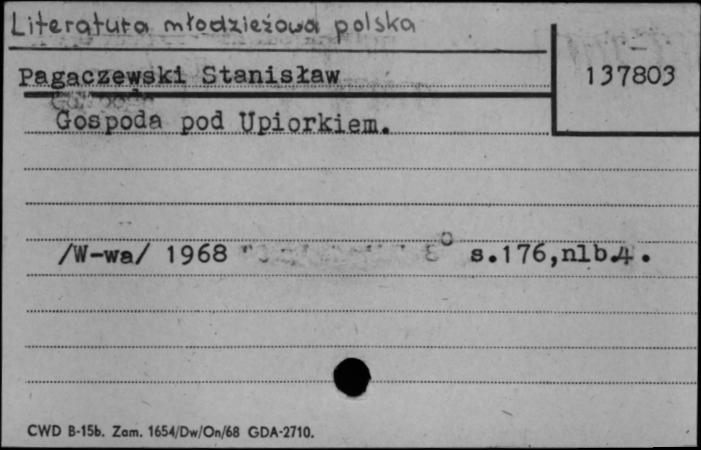 Literatura młodzieżowa polska
Pagaczewski Stanisław
137803
Gospoda pod Upiorkiem.
/W-wa/ 1968 8° s.176,nlb.4.
CWD B-15b. Zam. 1654/Dw/On/68 GDA-2710.